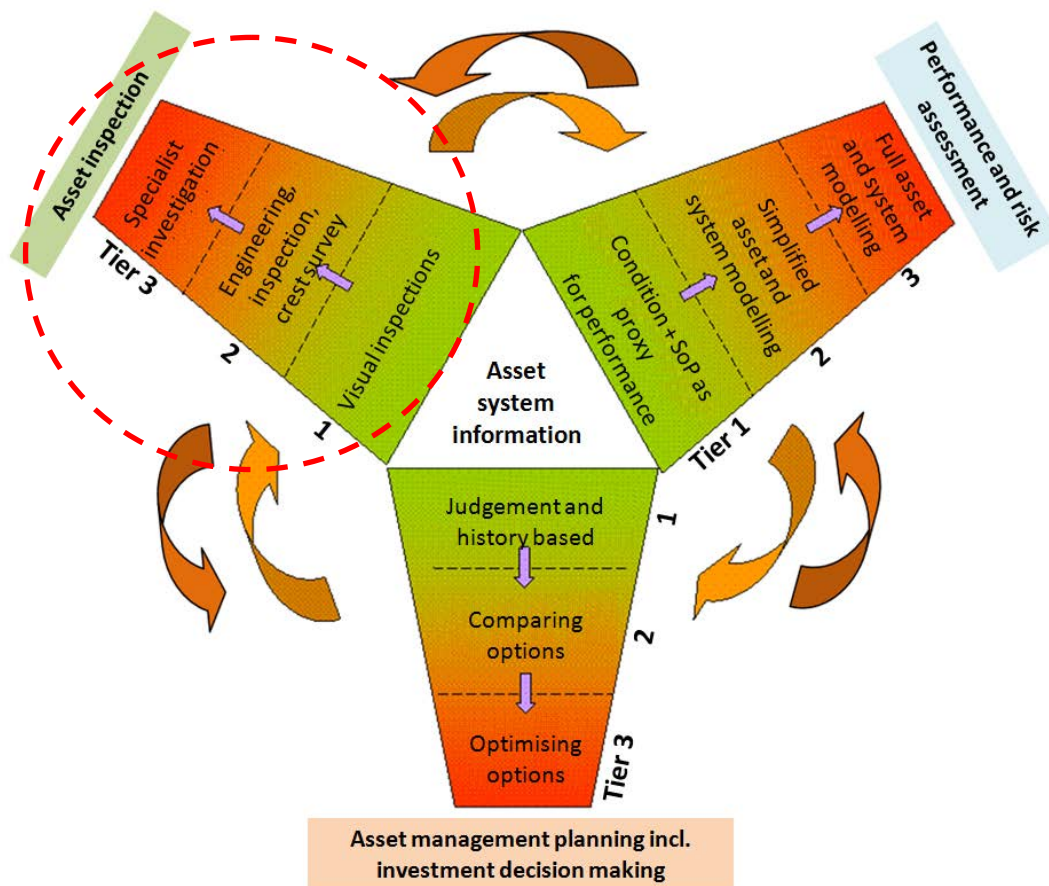 Asset inspection
Specialist
investigation
Engineering,
inspection,
crest survey
Visual inspections
Tier 3
2
1
Performance and risk
assessment
Full asset
and system
modelling
Simplified
asset and
system modelling
Condition + SoP as
proxy
for performance
Tier 1
2
3
Asset
system
information
Judgement and
history based
1
Comparing
options
2
Optimising
options
Tier 3
Asset management planning incl.
investment decision making